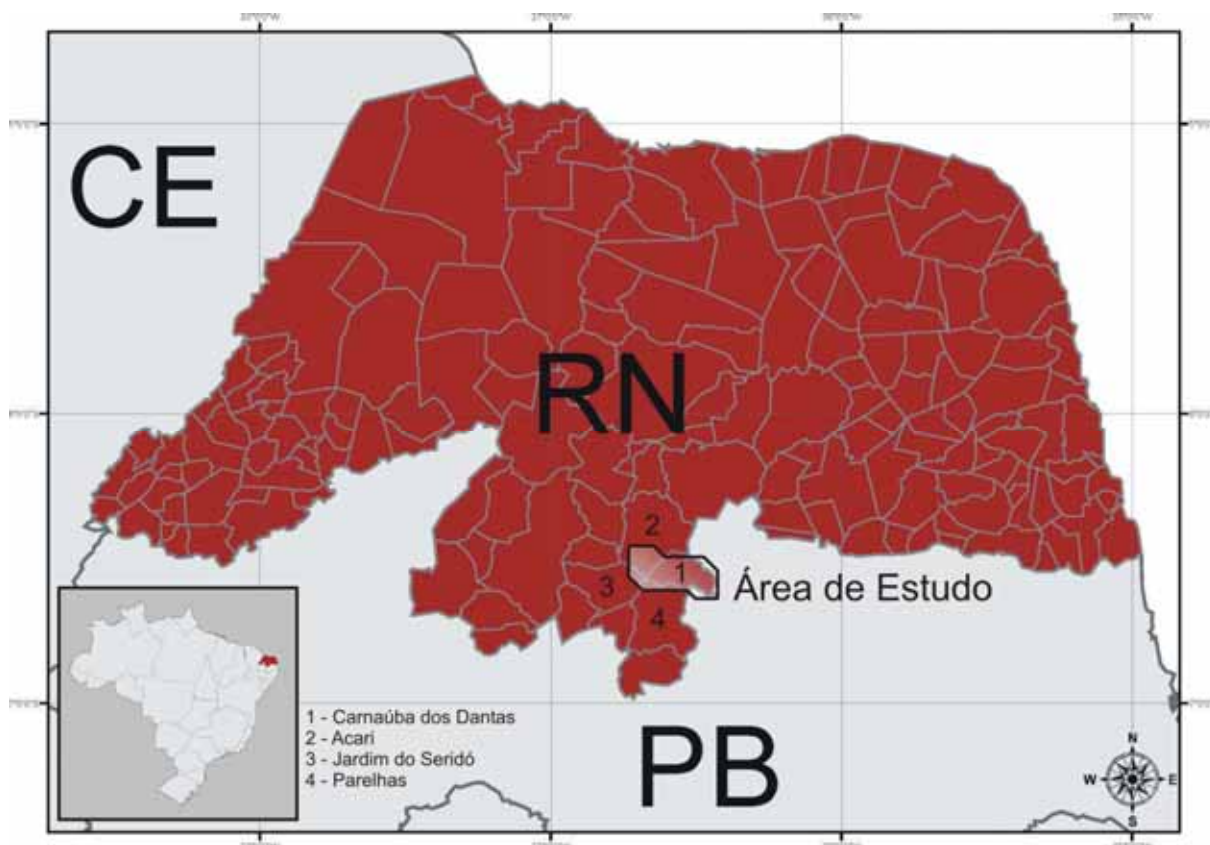 CE
RN
2
1
Área de Estudo
3
4
1 - Carnaúba dos Dantas
2 - Acari
3 - Jardim do Seridó
4 - Parelhas
PB
N
W
E
S